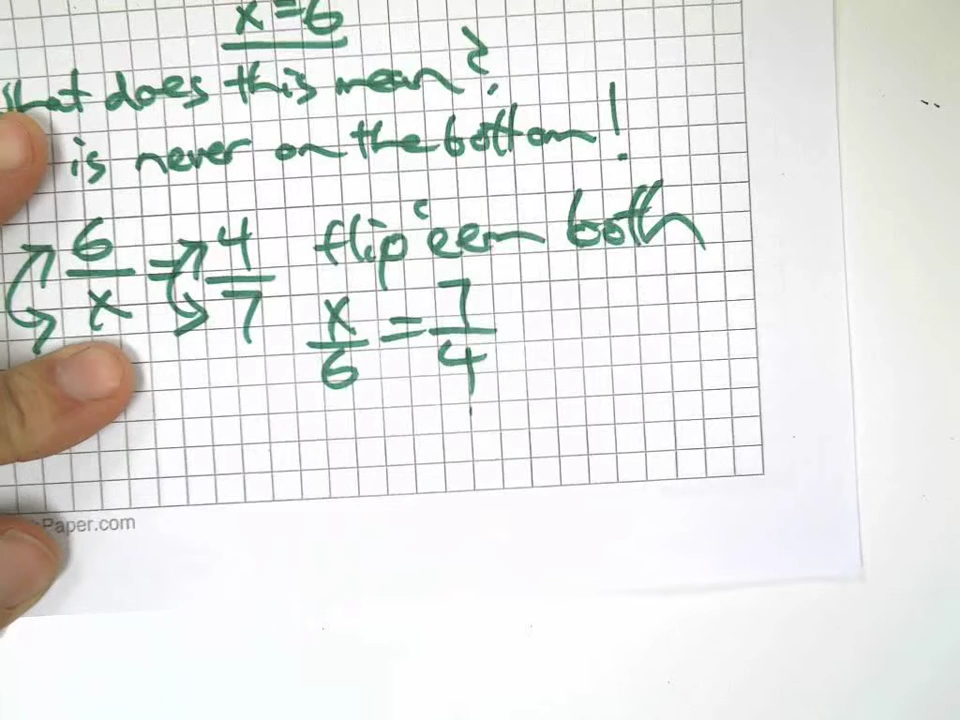 x = 6
what does this mean?
is never on the bottom!
6/x = 4/7 flip 'eem both
x/6 = 7/4
Paper.com